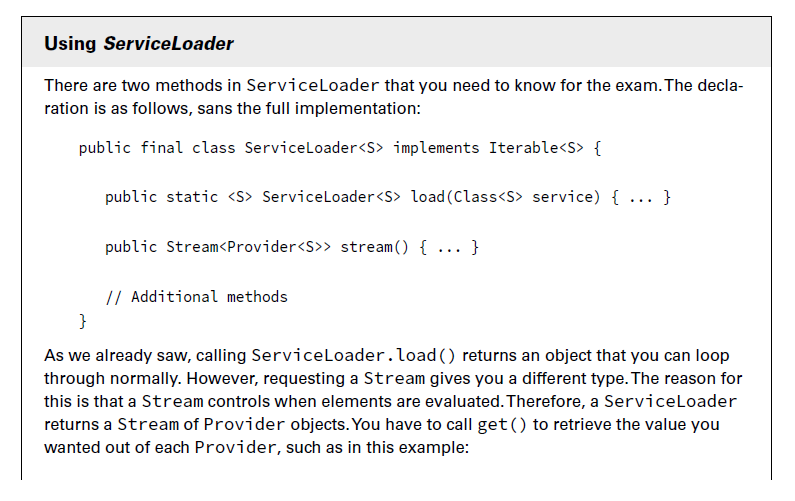 Using ServiceLoader
There are two methods in ServiceLoader that you need to know for the exam. The decla-
ration is as follows, sans the full implementation:
public final class ServiceLoader<S> implements Iterable<S> {
public static <S> ServiceLoader<S> load(Class<S> service) { ... }
public Stream<Provider<S>> stream() { ... }
// Additional methods
}
As we already saw, calling ServiceLoader.load() returns an object that you can loop
through normally. However, requesting a Stream gives you a different type. The reason for
this is that a Stream controls when elements are evaluated. Therefore, a ServiceLoader
returns a Stream of Provider objects. You have to call get() to retrieve the value you
wanted out of each Provider, such as in this example: